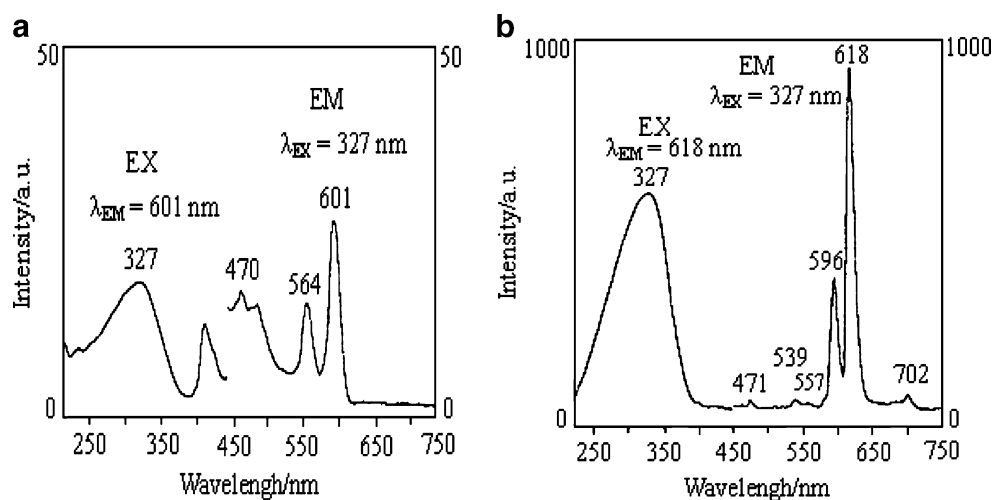 a
50
50
EM
λEX = 327 nm
EX
λEM = 601 nm
601
327
470
564
Intensity/a.u.
0
0
250 350 450 550 650 750
Wavelengh/nm
b
1000
1000
618
EM
λEX = 327 nm
EX
λEM = 618 nm
327
596
539
471
557
702
Intensity/a.u.
0
0
250 350 450 550 650 750
Wavelengh/nm